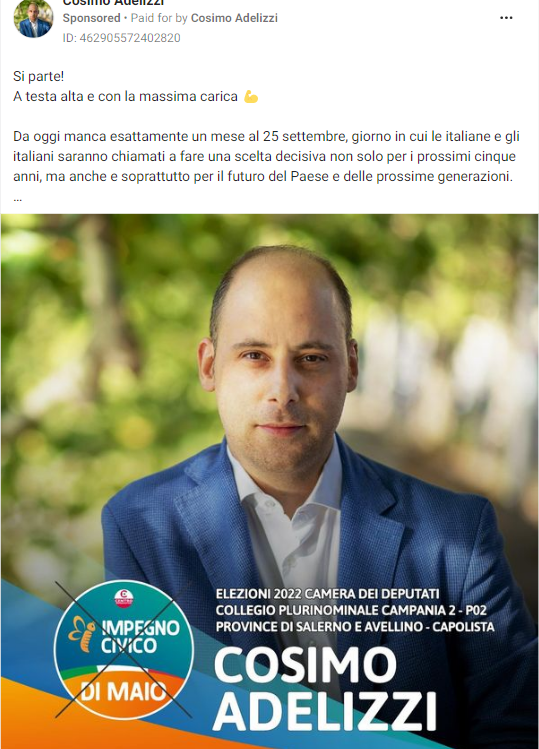 Cosimo Adelizzi
Sponsored • Paid for by Cosimo Adelizzi
ID: 462905572402820
Si parte!
A testa alta e con la massima carica 💪
Da oggi manca esattamente un mese al 25 settembre, giorno in cui le italiane e gli
italiani saranno chiamati a fare una scelta decisiva non solo per i prossimi cinque
anni, ma anche e soprattutto per il futuro del Paese e delle prossime generazioni.
...
CENTRO
IMPEGNO
CIVICO
DI MAIO
ELEZIONI 2022 CAMERA DEI DEPUTATI
COLLEGIO PLURINOMINALE CAMPANIA 2 - P02
PROVINCE DI SALERNO E AVELLINO - CAPOLISTA
COSIMO
ADELIZZI